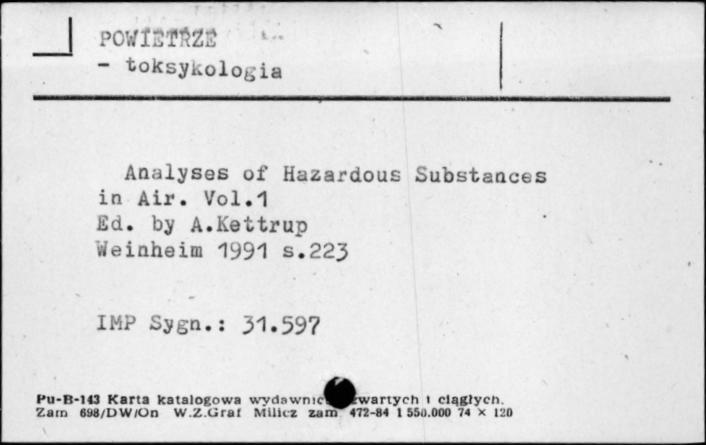 POWIETRZE
- toksykologia
Analyses of Hazardous Substances
in Air. Vol.1
Ed. by A.Kettrup
Weinheim 1991 s.223
IMP Sygn.: 31.597
Pu-B-143 Karta katalogowa wydawnic wartych i ciągłych.
Zam 698/DW/On W.Z.Graf Milicz zam. 472-84 1 550.000 74 × 120